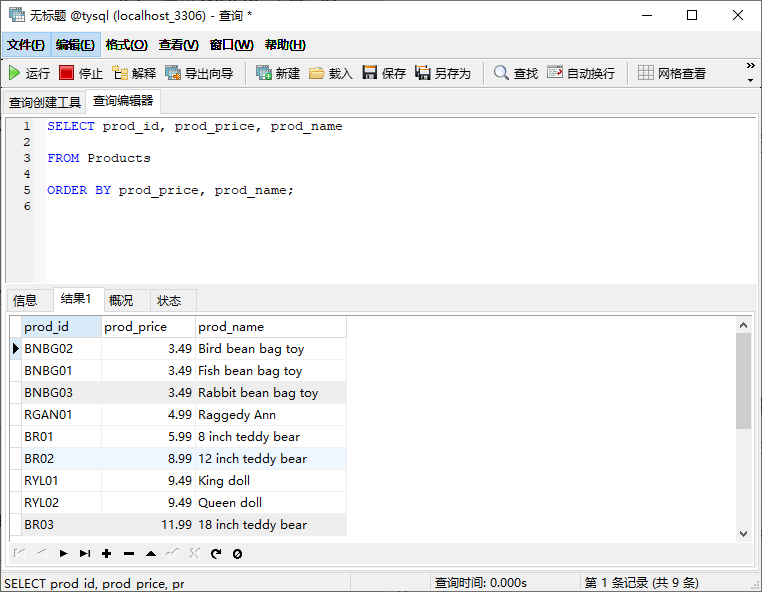 无标题 @tysql (localhost_3306) - 查询 *
文件(F) 编辑(E) 格式(O) 查看(V) 窗口(W) 帮助(H)
运行 停止 解释 导出向导 新建 载入 保存 另存为 查找 自动换行 网格查看 »
查询创建工具 查询编辑器
1 SELECT prod_id, prod_price, prod_name
2
3 FROM Products
4
5 ORDER BY prod_price, prod_name;
6
信息 结果1 概况 状态
prod_id prod_price prod_name
BNBG02 3.49 Bird bean bag toy
BNBG01 3.49 Fish bean bag toy
BNBG03 3.49 Rabbit bean bag toy
RGAN01 4.99 Raggedy Ann
BR01 5.99 8 inch teddy bear
BR02 8.99 12 inch teddy bear
RYL01 9.49 King doll
RYL02 9.49 Queen doll
BR03 11.99 18 inch teddy bear
SELECT prod_id, prod_price, pr 查询时间: 0.000s 第 1 条记录 (共 9 条)